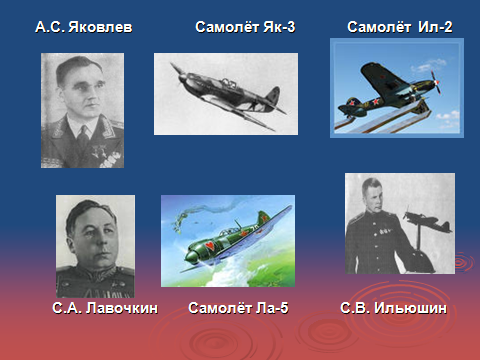 А.С. Яковлев
Самолёт Як-3
Самолёт Ил-2
С.А. Лавочкин
Самолёт Ла-5
С.В. Ильюшин